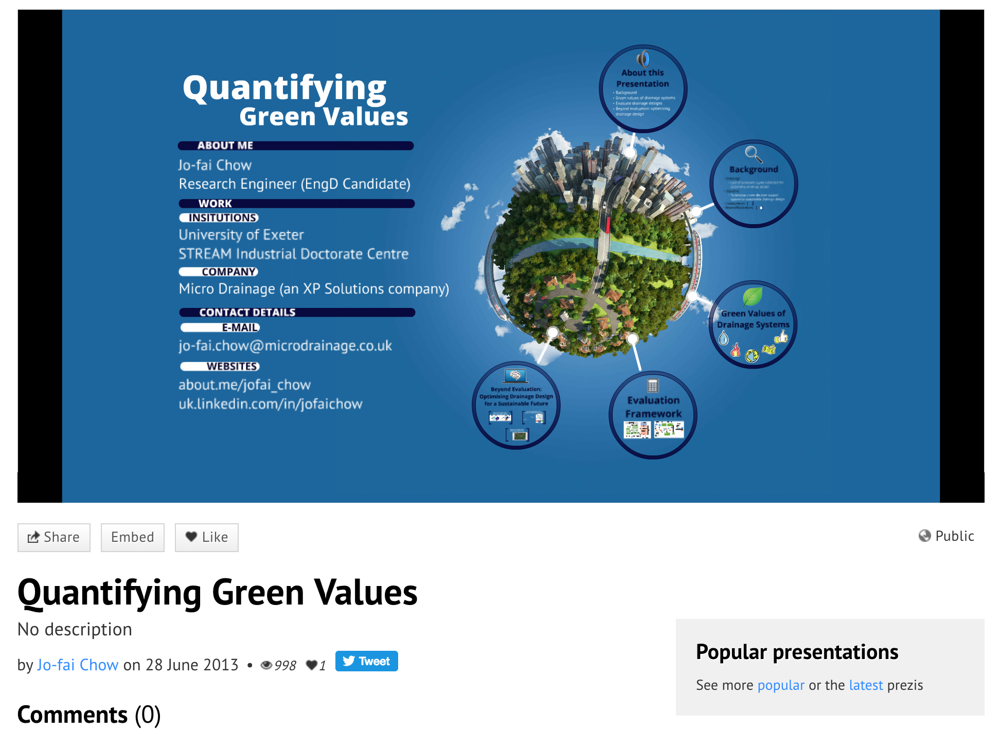 Quantifying
Green Values
ABOUT ME
Jo-fai Chow
Research Engineer (EngD Candidate)
WORK
INSITUTIONS
University of Exeter
STREAM Industrial Doctorate Centre
COMPANY
Micro Drainage (an XP Solutions company)
CONTACT DETAILS
E-MAIL
jo-fai.chow@microdrainage.co.uk
WEBSITES
about.me/jofai_chow
uk.linkedin.com/in/jofaichow
About this
Presentation
• Background
• Green values of drainage systems
• Evaluate drainage designs
• Beyond evaluation: optimising
drainage design
Background
Green Values of
Drainage Systems
Evaluation
Framework
Beyond Evaluation:
Optimising Drainage Design
for a Sustainable Future
Share
Embed
Like
Public
Quantifying Green Values
No description
by Jo-fai Chow on 28 June 2013 • 998 1 Tweet
Popular presentations
See more popular or the latest prezis
Comments (0)